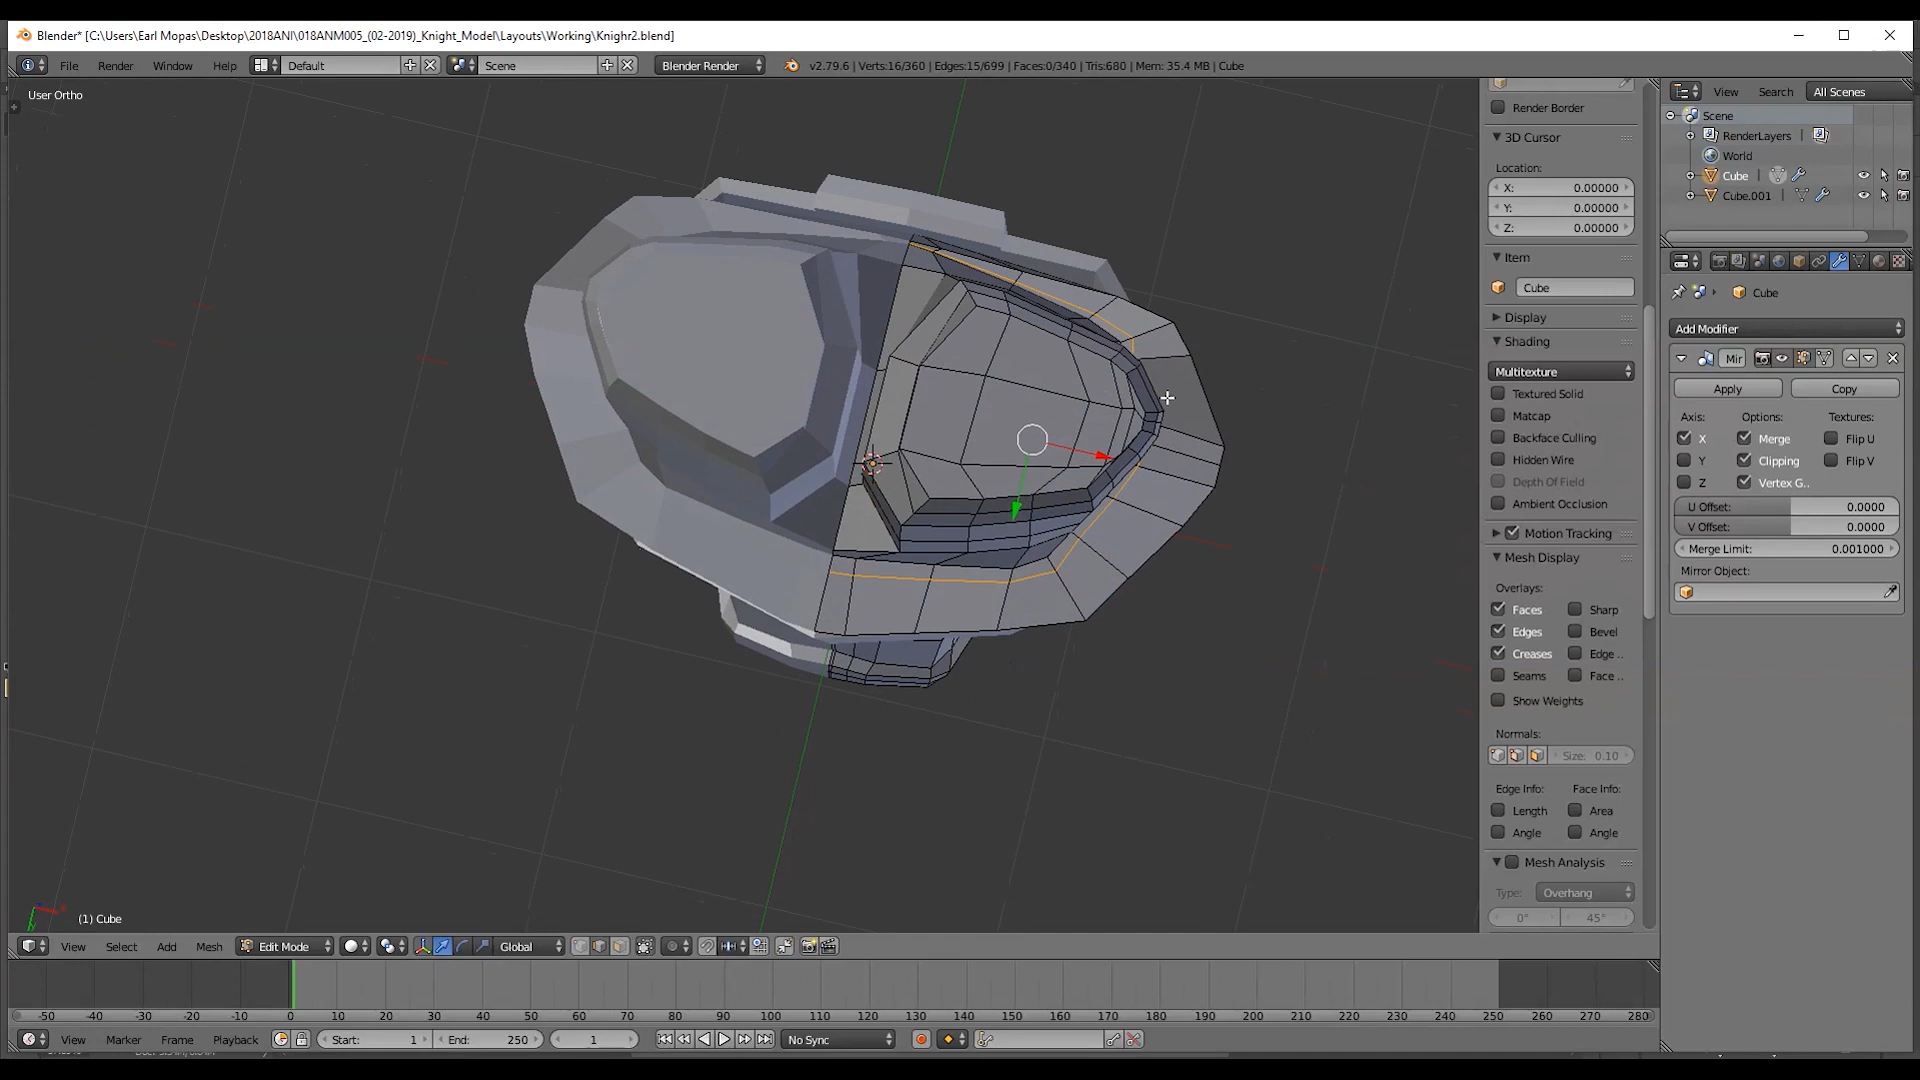 Blender* [C:\Users\Earl Mopas\Desktop\2018ANI\018ANM005_(02-2019)_Knight_Model\Layouts\Working\Knighr2.blend]
File Render Window Help Default Scene Blender Render v2.79.6 | Verts:16/360 | Edges:15/699 | Faces:0/340 | Tris:680 | Mem: 35.4 MB | Cube
User Ortho
(1) Cube
Render Border
3D Cursor
Location:
X: 0.00000
Y: 0.00000
Z: 0.00000
Item
Cube
Display
Shading
Multitexture
Textured Solid
Matcap
Backface Culling
Hidden Wire
Depth Of Field
Ambient Occlusion
Motion Tracking
Mesh Display
Overlays:
Faces Sharp
Edges Bevel
Creases Edge ..
Seams Face ..
Show Weights
Normals:
Size: 0.10
Edge Info: Face Info:
Length Area
Angle Angle
Mesh Analysis
Type: Overhang
0° 45°
View Search All Scenes
Scene
RenderLayers
World
Cube
Cube.001
Cube
Add Modifier
Mir
Apply Copy
Axis: Options: Textures:
X Merge Flip U
Y Clipping Flip V
Z Vertex G..
U Offset: 0.0000
V Offset: 0.0000
Merge Limit: 0.001000
Mirror Object:
View Select Add Mesh Edit Mode Global
-50 -40 -30 -20 -10 0 10 20 30 40 50 60 70 80 90 100 110 120 130 140 150 160 170 180 190 200 210 220 230 240 250 260 270 280
View Marker Frame Playback Start: 1 End: 250 1 No Sync